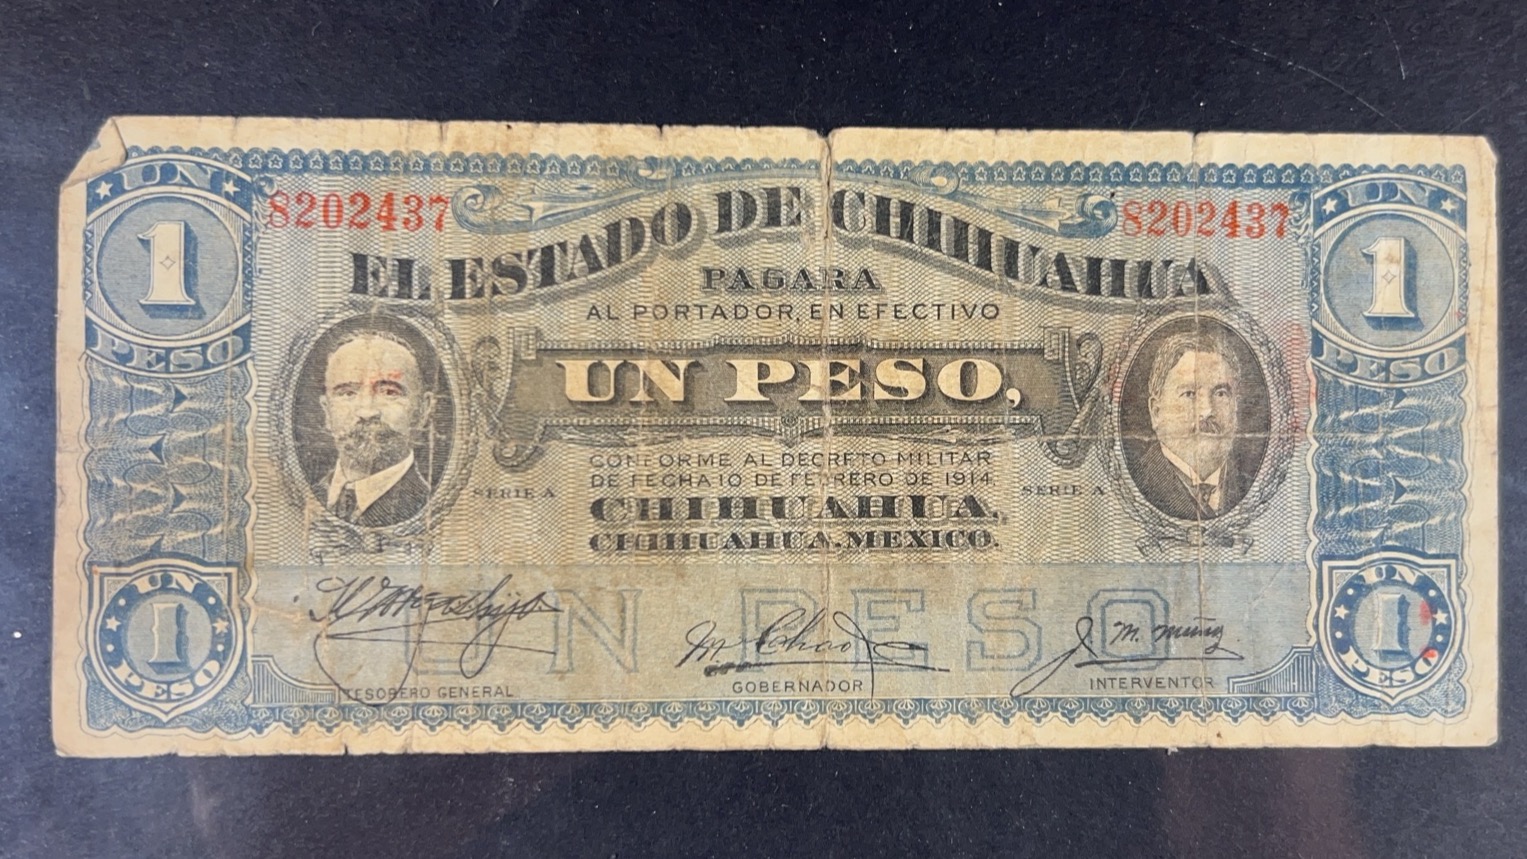 UN
1
PESO
8202437
EL ESTADO DE CHIHUAHUA
8202437
UN
1
PESO
PAGARA
AL PORTADOR, EN EFECTIVO
UN PESO,
CONFORME AL DECRETO MILITAR
DE FECHA 10 DE FEBRERO DE 1914,
SERIE A
SERIE A
CHIHUAHUA,
CHIHUAHUA, MEXICO.
UN
1
PESO
UN PESO
J. M. Muñoz
TESORERO GENERAL
GOBERNADOR
INTERVENTOR
UN
1
PESO